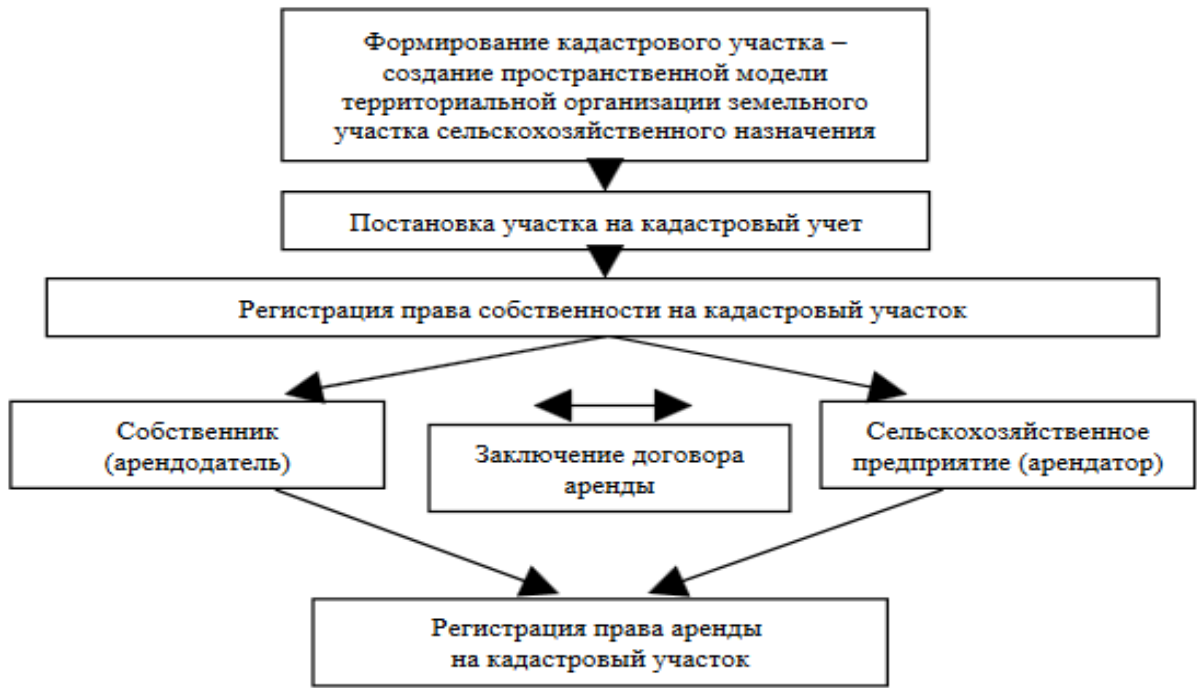 Формирование кадастрового участка –
создание пространственной модели
территориальной организации земельного
участка сельскохозяйственного назначения
Постановка участка на кадастровый учет
Регистрация права собственности на кадастровый участок
Собственник
(арендодатель)
Заключение договора
аренды
Сельскохозяйственное
предприятие (арендатор)
Регистрация права аренды
на кадастровый участок